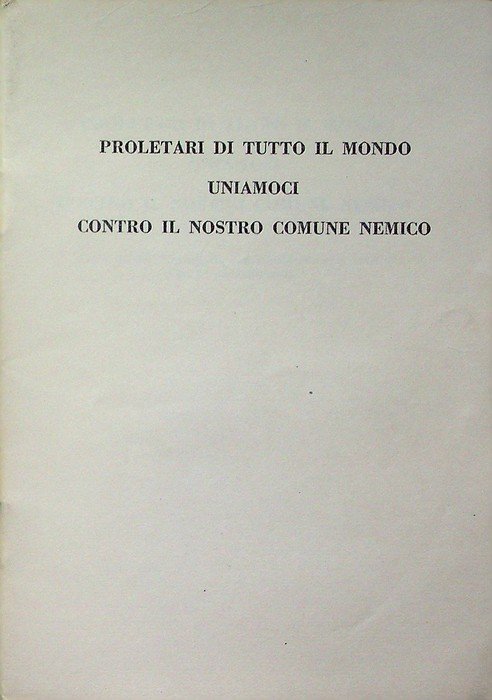 PROLETARI DI TUTTO IL MONDO
UNIAMOCI
CONTRO IL NOSTRO COMUNE NEMICO